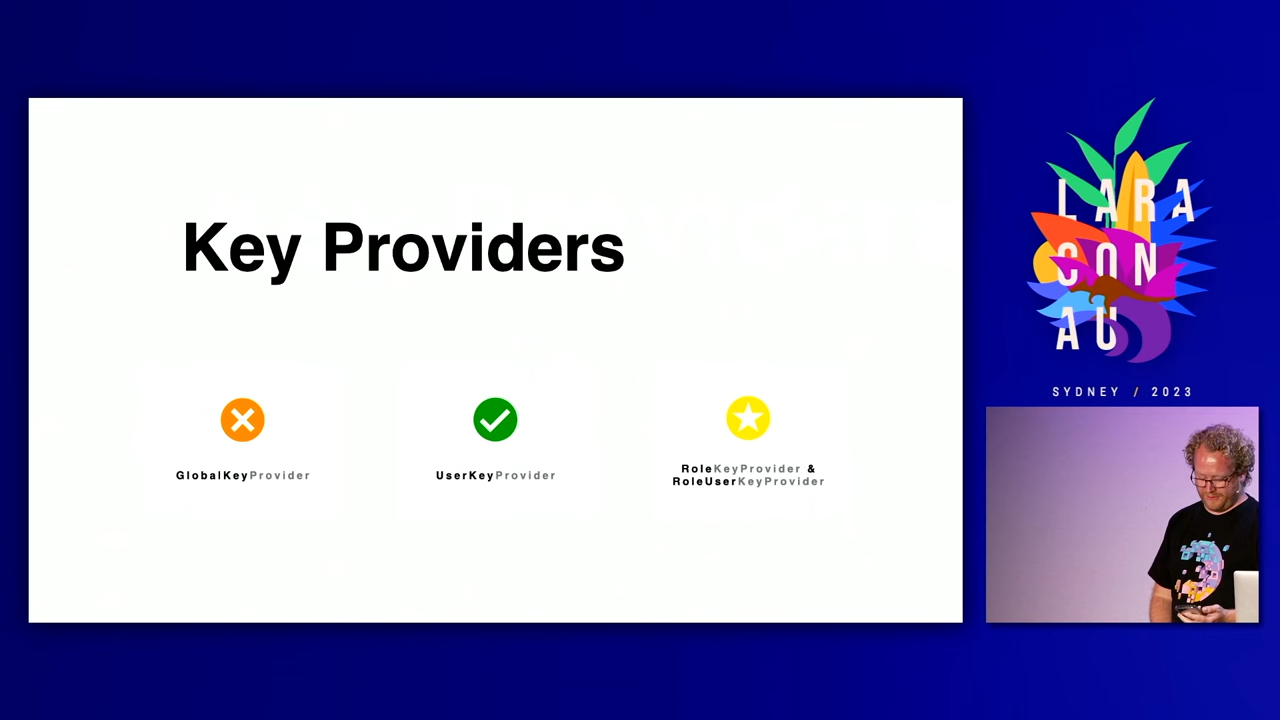 Key Providers
GlobalKeyProvider
UserKeyProvider
RoleKeyProvider &
RoleUserKeyProvider
LARA
CON
AU
SYDNEY / 2023